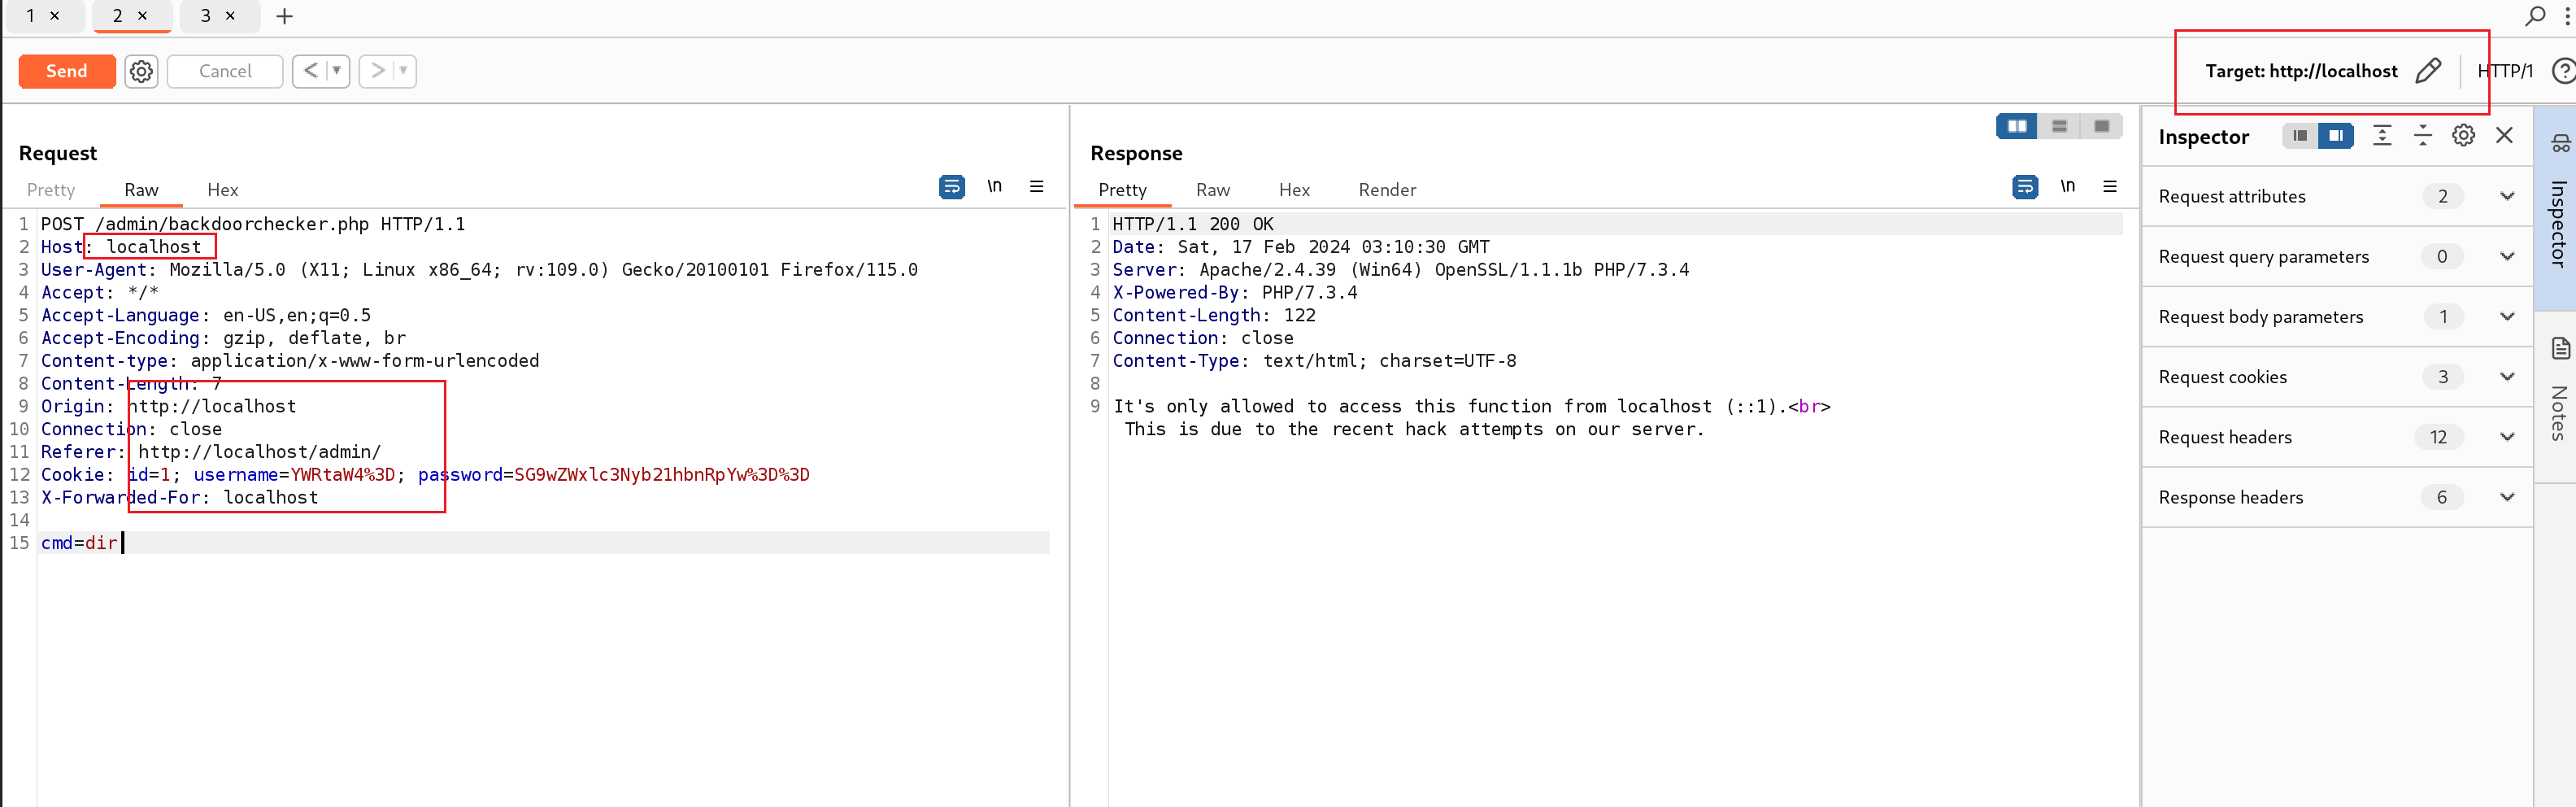 1 ×
2 ×
3 ×
+
Send
Cancel
<
>
Target: http://localhost
HTTP/1
?
Request
Pretty
Raw
Hex
\n
1 POST /admin/backdoorchecker.php HTTP/1.1
2 Host: localhost
3 User-Agent: Mozilla/5.0 (X11; Linux x86_64; rv:109.0) Gecko/20100101 Firefox/115.0
4 Accept: */*
5 Accept-Language: en-US,en;q=0.5
6 Accept-Encoding: gzip, deflate, br
7 Content-type: application/x-www-form-urlencoded
8 Content-Length: 7
9 Origin: http://localhost
10 Connection: close
11 Referer: http://localhost/admin/
12 Cookie: id=1; username=YWRtaW4%3D; password=SG9wZWxlc3Nyb21hbnRpYw%3D%3D
13 X-Forwarded-For: localhost
14
15 cmd=dir
Response
Pretty
Raw
Hex
Render
\n
1 HTTP/1.1 200 OK
2 Date: Sat, 17 Feb 2024 03:10:30 GMT
3 Server: Apache/2.4.39 (Win64) OpenSSL/1.1.1b PHP/7.3.4
4 X-Powered-By: PHP/7.3.4
5 Content-Length: 122
6 Connection: close
7 Content-Type: text/html; charset=UTF-8
8
9 It's only allowed to access this function from localhost (::1).<br>
This is due to the recent hack attempts on our server.
Inspector
Request attributes 2
Request query parameters 0
Request body parameters 1
Request cookies 3
Request headers 12
Response headers 6
Inspector
Notes